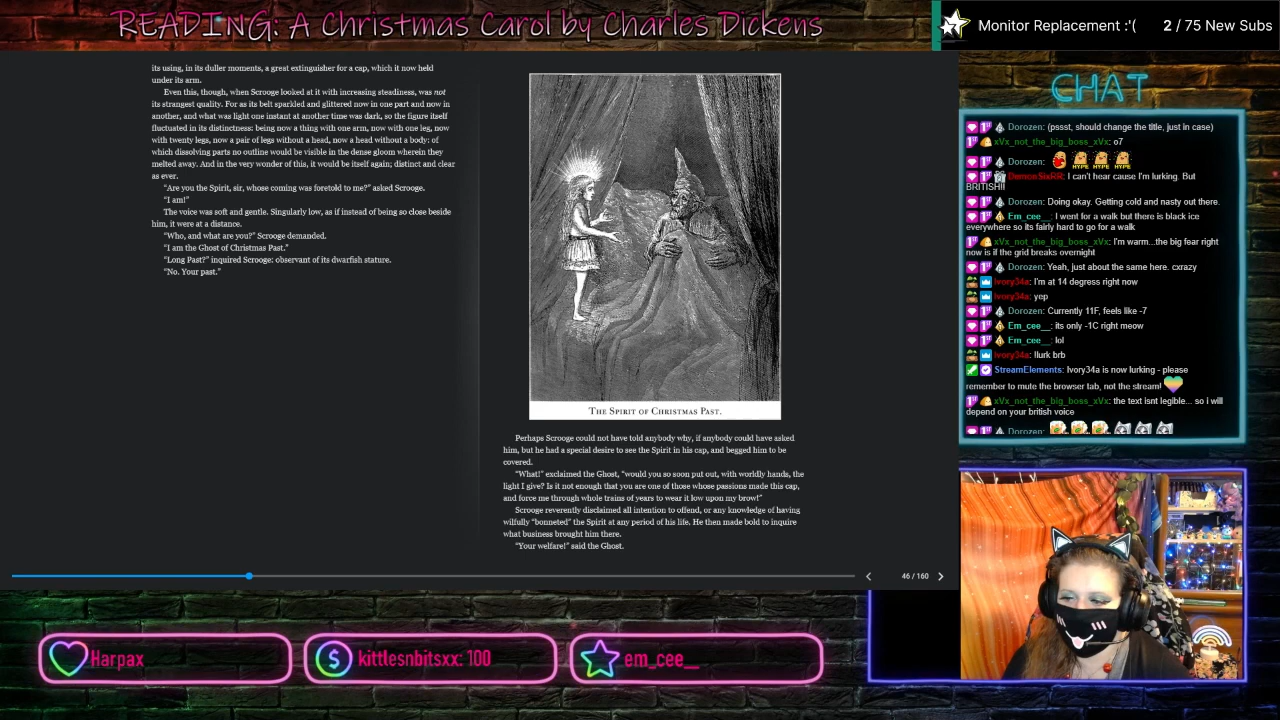 READING: A Christmas Carol by Charles Dickens
Monitor Replacement :'(
2 / 75 New Subs
its using, in its duller moments, a great extinguisher for a cap, which it now held
under its arm.
Even this, though, when Scrooge looked at it with increasing steadiness, was not
its strangest quality. For as its belt sparkled and glittered now in one part and now in
another, and what was light one instant at another time was dark, so the figure itself
fluctuated in its distinctness: being now a thing with one arm, now with one leg, now
with twenty legs, now a pair of legs without a head, now a head without a body: of
which dissolving parts no outline would be visible in the dense gloom wherein they
melted away. And in the very wonder of this, it would be itself again; distinct and clear
as ever.
“Are you the Spirit, sir, whose coming was foretold to me?” asked Scrooge.
“I am!”
The voice was soft and gentle. Singularly low, as if instead of being so close beside
him, it were at a distance.
“Who, and what are you?” Scrooge demanded.
“I am the Ghost of Christmas Past.”
“Long Past?” inquired Scrooge: observant of its dwarfish stature.
“No. Your past.”
The Spirit of Christmas Past.
Perhaps Scrooge could not have told anybody why, if anybody could have asked
him, but he had a special desire to see the Spirit in his cap, and begged him to be
covered.
“What!” exclaimed the Ghost, “would you so soon put out, with worldly hands, the
light I give? Is it not enough that you are one of those whose passions made this cap,
and force me through whole trains of years to wear it low upon my brow!”
Scrooge reverently disclaimed all intention to offend, or any knowledge of having
wilfully “bonneted” the Spirit at any period of his life. He then made bold to inquire
what business brought him there.
“Your welfare!” said the Ghost.
46 / 160
CHAT
Dorozen: (pssst, should change the title, just in case)
xVx_not_the_big_boss_xVx: o7
Dorozen: HYPE HYPE HYPE
DemonSixRR: I can't hear cause I'm lurking. But
BRITISH!!
Dorozen: Doing okay. Getting cold and nasty out there.
Em_cee__: I went for a walk but there is black ice
everywhere so its fairly hard to go for a walk
xVx_not_the_big_boss_xVx: I'm warm...the big fear right
now is if the grid breaks overnight
Dorozen: Yeah, just about the same here. cxrazy
Ivory34a: I'm at 14 degress right now
Ivory34a: yep
Dorozen: Currently 11F, feels like -7
Em_cee__: its only -1C right meow
Em_cee__: lol
Ivory34a: !lurk brb
StreamElements: Ivory34a is now lurking - please
remember to mute the browser tab, not the stream!
xVx_not_the_big_boss_xVx: the text isnt legible... so i will
depend on your british voice
Dorozen:
Harpax
kittlesnbitsxx: 100
em_cee__